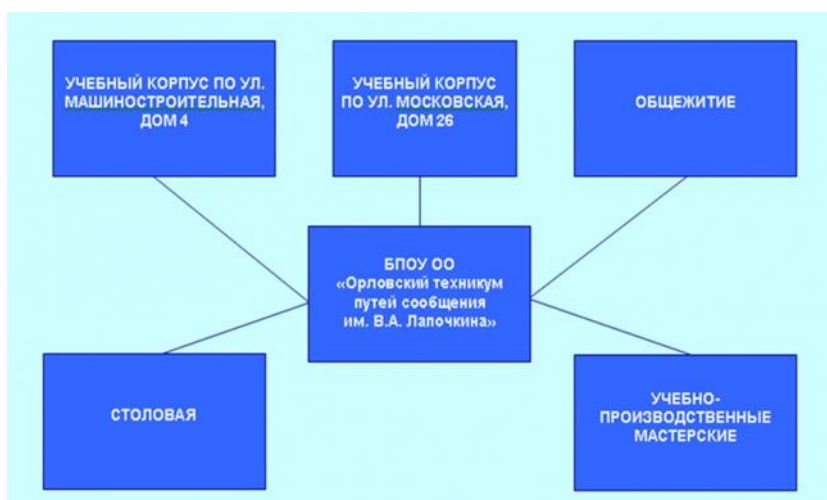 УЧЕБНЫЙ КОРПУС ПО УЛ.
МАШИНОСТРОИТЕЛЬНАЯ,
ДОМ 4
УЧЕБНЫЙ КОРПУС
ПО УЛ. МОСКОВСКАЯ,
ДОМ 26
ОБЩЕЖИТИЕ
БПОУ ОО
«Орловский техникум
путей сообщения
им. В.А. Лапочкина»
СТОЛОВАЯ
УЧЕБНО-
ПРОИЗВОДСТВЕННЫЕ
МАСТЕРСКИЕ